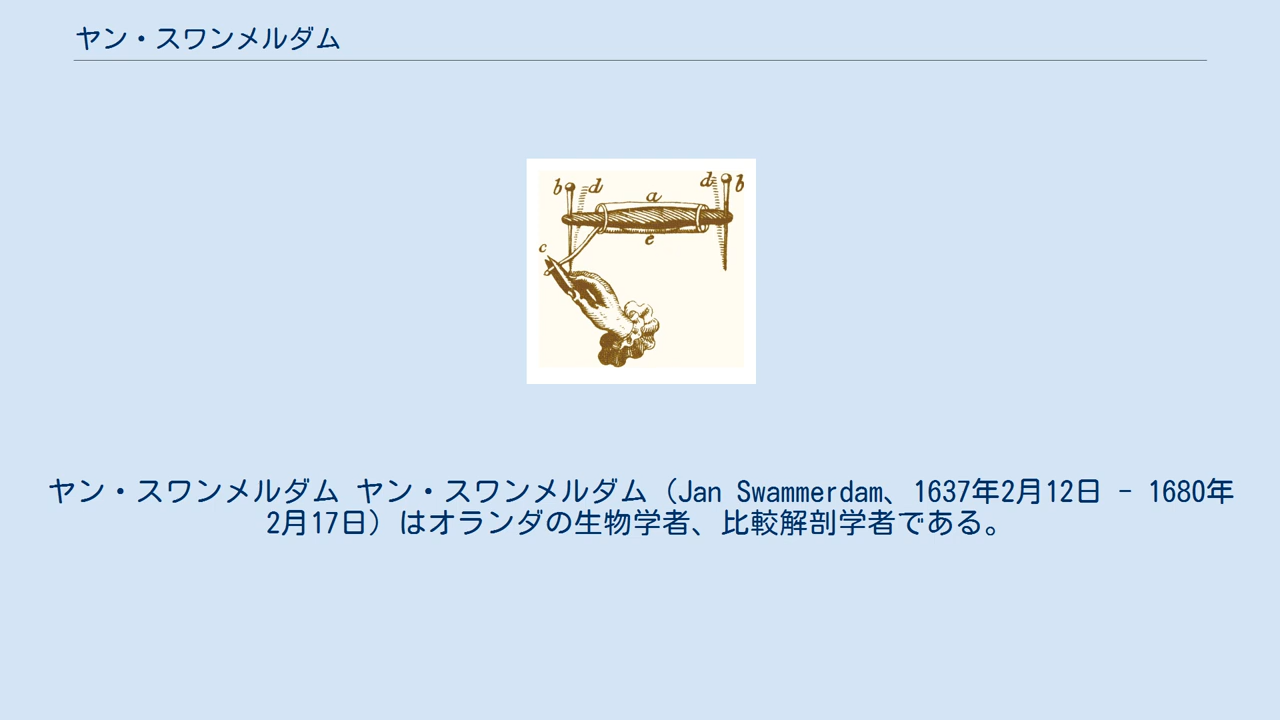 ヤン・スワンメルダム
b d d b
a
e
c
ヤン・スワンメルダム ヤン・スワンメルダム（Jan Swammerdam、1637年2月12日 - 1680年
2月17日）はオランダの生物学者、比較解剖学者である。